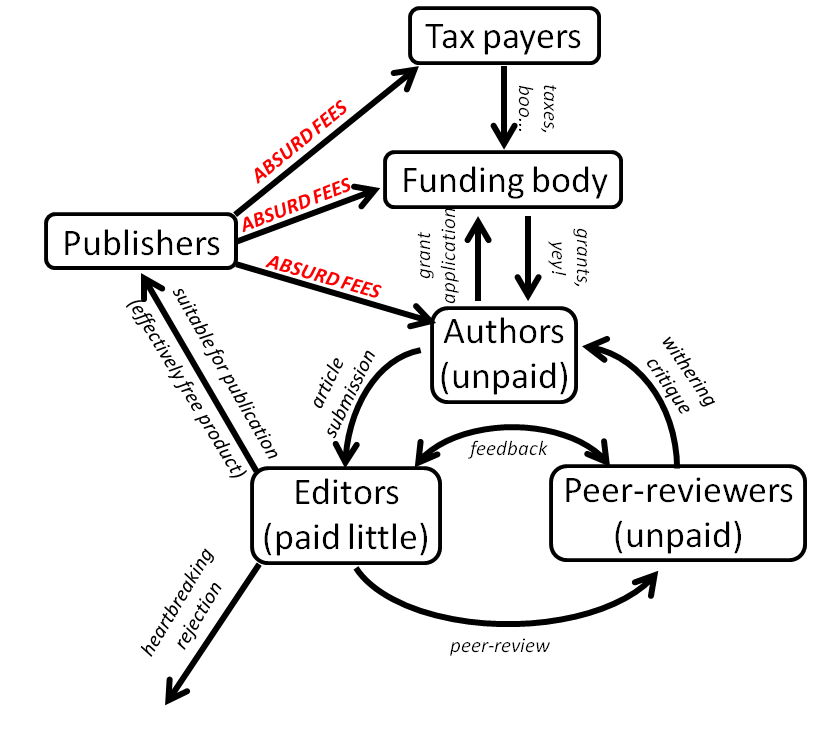 Tax payers
taxes,
boo...
ABSURD FEES
Funding body
ABSURD FEES
Publishers
grant
application
grants,
yey!
ABSURD FEES
Authors
(unpaid)
suitable for publication
(effectively free product)
article
submission
withering
critique
feedback
Editors
(paid little)
Peer-reviewers
(unpaid)
heartbreaking
rejection
peer-review